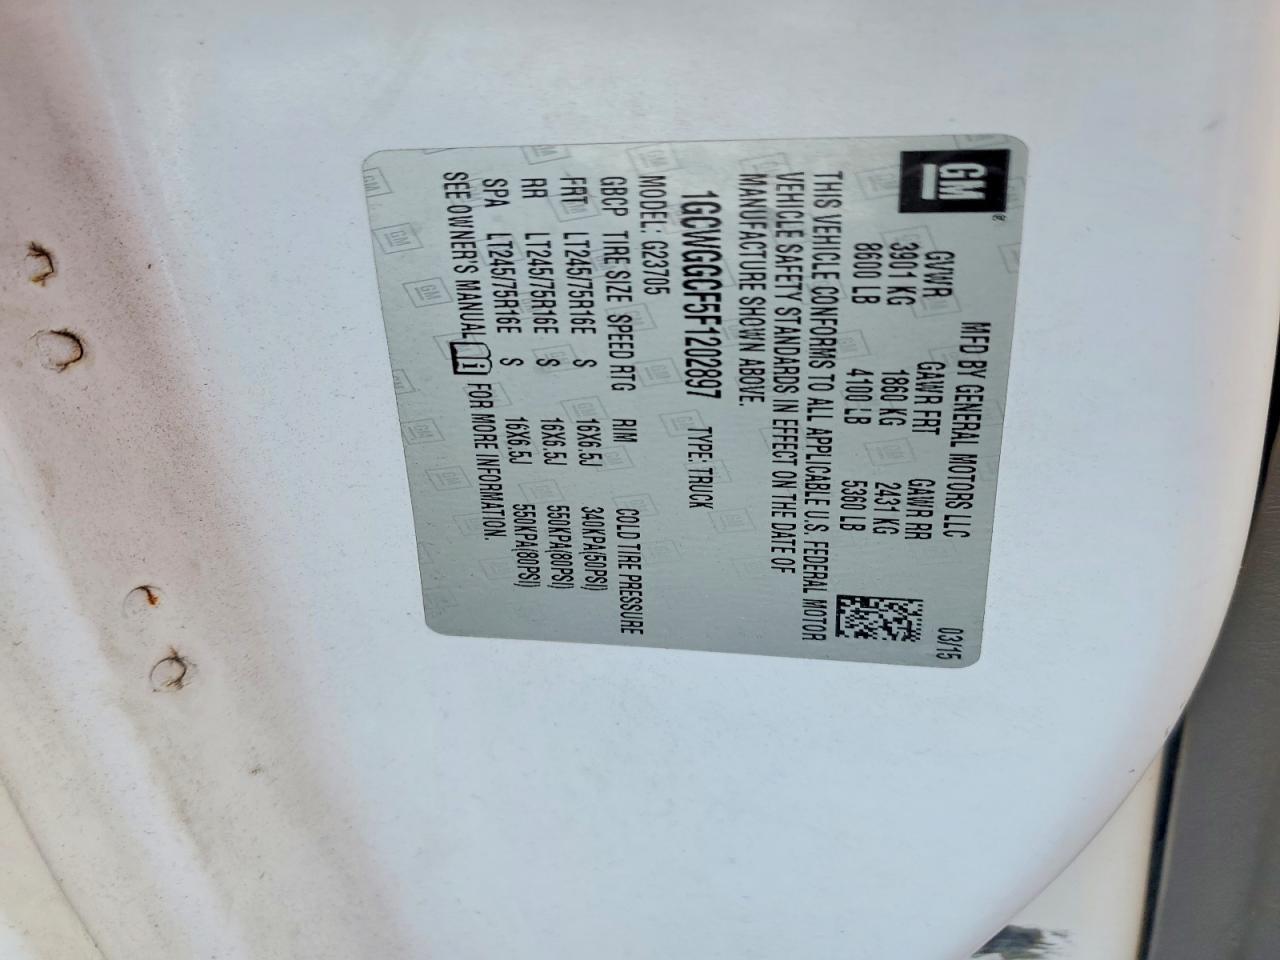 GM
MFD BY GENERAL MOTORS LLC 03/15
GVWR GAWR FRT GAWR RR
3901 KG 1860 KG 2431 KG
8600 LB 4100 LB 5360 LB
THIS VEHICLE CONFORMS TO ALL APPLICABLE U.S. FEDERAL MOTOR
VEHICLE SAFETY STANDARDS IN EFFECT ON THE DATE OF
MANUFACTURE SHOWN ABOVE.
1GCWGGCF5F1202897 TYPE: TRUCK
MODEL: G23705
GBCP TIRE SIZE SPEED RTG RIM COLD TIRE PRESSURE
FRT LT245/75R16E S 16X6.5J 340KPA(50PSI)
RR LT245/75R16E S 16X6.5J 550KPA(80PSI)
SPA LT245/75R16E S 16X6.5J 550KPA(80PSI)
SEE OWNER'S MANUAL i FOR MORE INFORMATION.